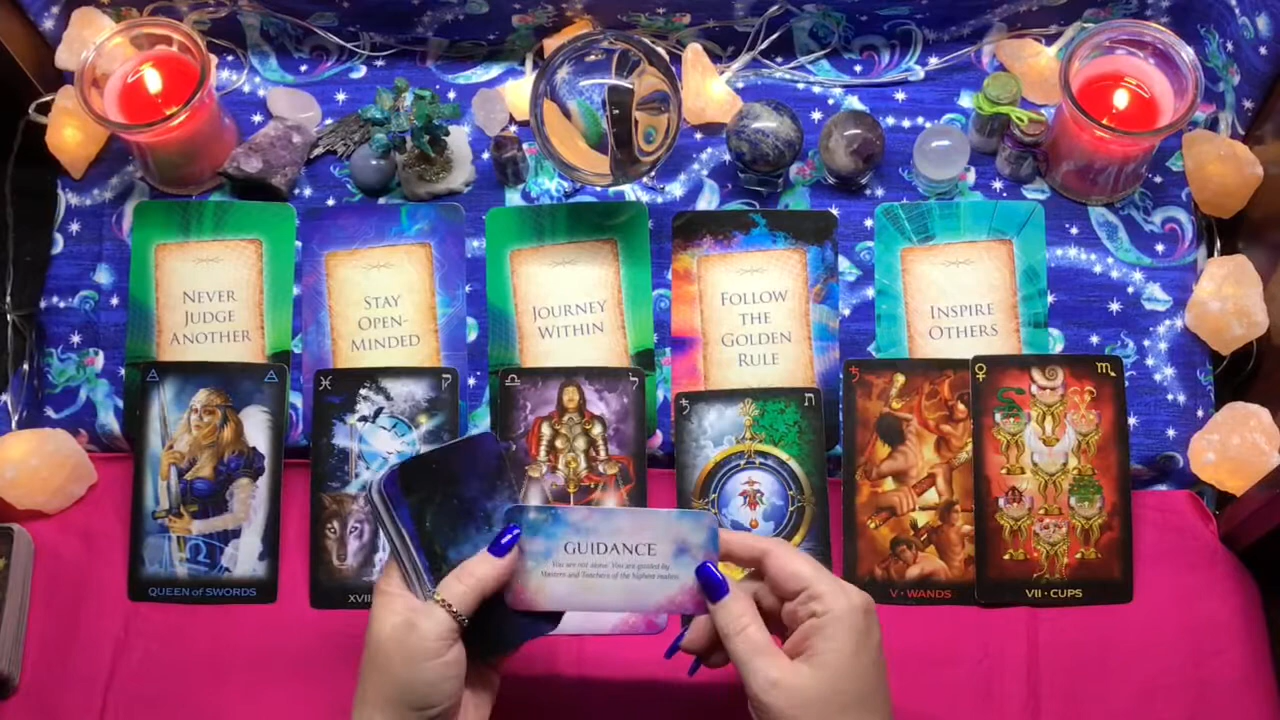 NEVER
JUDGE
ANOTHER
STAY
OPEN-
MINDED
JOURNEY
WITHIN
FOLLOW
THE
GOLDEN
RULE
INSPIRE
OTHERS
QUEEN of SWORDS
XVIII
V • WANDS
VII • CUPS
GUIDANCE
You are not alone. You are guided by
Masters and Teachers of the highest realms.